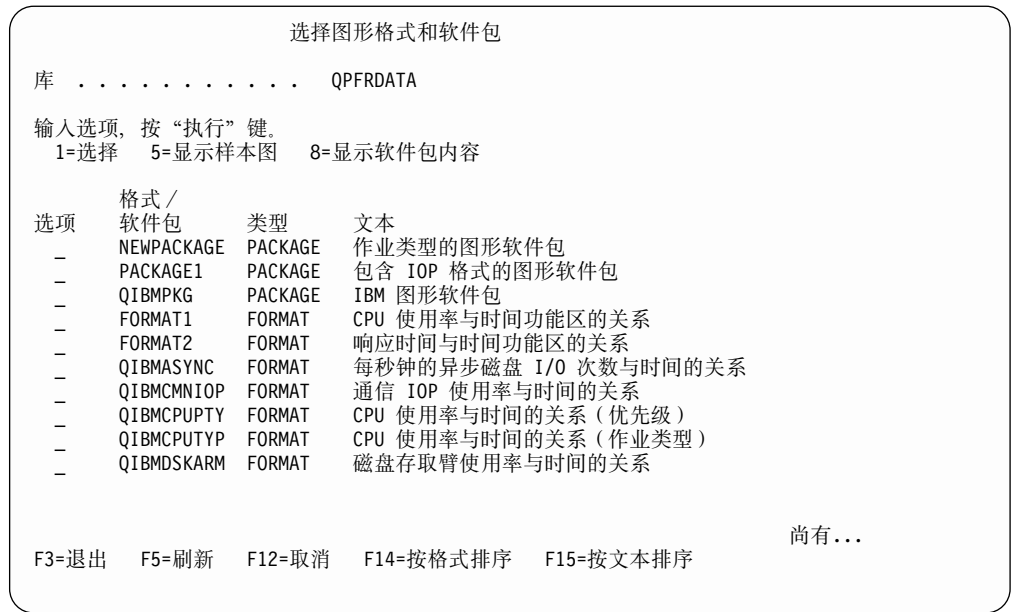 选择图形格式和软件包
库 . . . . . . . . . . . QPFRDATA
输入选项，按“执行”键。
1=选择 5=显示样本图 8=显示软件包内容
格式 /
选项 软件包 类型 文本
_ NEWPACKAGE PACKAGE 作业类型的图形软件包
_ PACKAGE1 PACKAGE 包含 IOP 格式的图形软件包
_ QIBMPKG PACKAGE IBM 图形软件包
_ FORMAT1 FORMAT CPU 使用率与时间功能区的关系
_ FORMAT2 FORMAT 响应时间与时间功能区的关系
_ QIBMASYNC FORMAT 每秒钟的异步磁盘 I/O 次数与时间的关系
_ QIBMCMNIOP FORMAT 通信 IOP 使用率与时间的关系
_ QIBMCPUPTY FORMAT CPU 使用率与时间的关系（优先级）
_ QIBMCPUTYP FORMAT CPU 使用率与时间的关系（作业类型）
_ QIBMDSKARM FORMAT 磁盘存取臂使用率与时间的关系
尚有...
F3=退出 F5=刷新 F12=取消 F14=按格式排序 F15=按文本排序